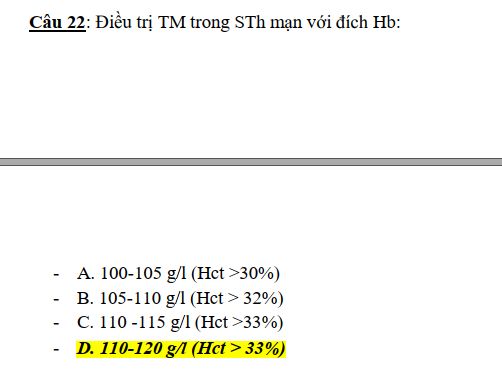 Câu 22: Điều trị TM trong STh mạn với đích Hb:
- A. 100-105 g/l (Hct >30%)
- B. 105-110 g/l (Hct > 32%)
- C. 110 -115 g/l (Hct >33%)
- D. 110-120 g/l (Hct > 33%)